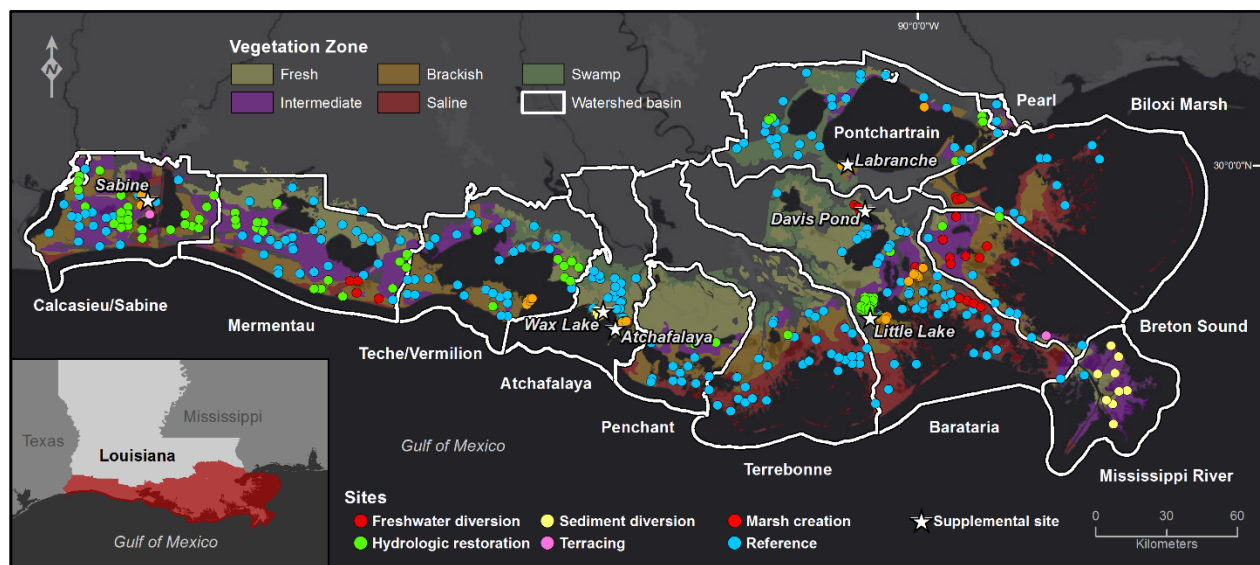 90°0'0"W
N
Vegetation Zone
Fresh
Brackish
Swamp
Intermediate
Saline
Watershed basin
Pearl
Biloxi Marsh
Pontchartrain
Labranche
30°0'0"N
Sabine
Davis Pond
Calcasieu/Sabine
Mermentau
Wax Lake
Atchafalaya
Little Lake
Breton Sound
Teche/Vermilion
Atchafalaya
Penchant
Barataria
Gulf of Mexico
Terrebonne
Mississippi River
Mississippi
Texas
Louisiana
Gulf of Mexico
Sites
Freshwater diversion
Sediment diversion
Marsh creation
Supplemental site
Hydrologic restoration
Terracing
Reference
0 30 60
Kilometers